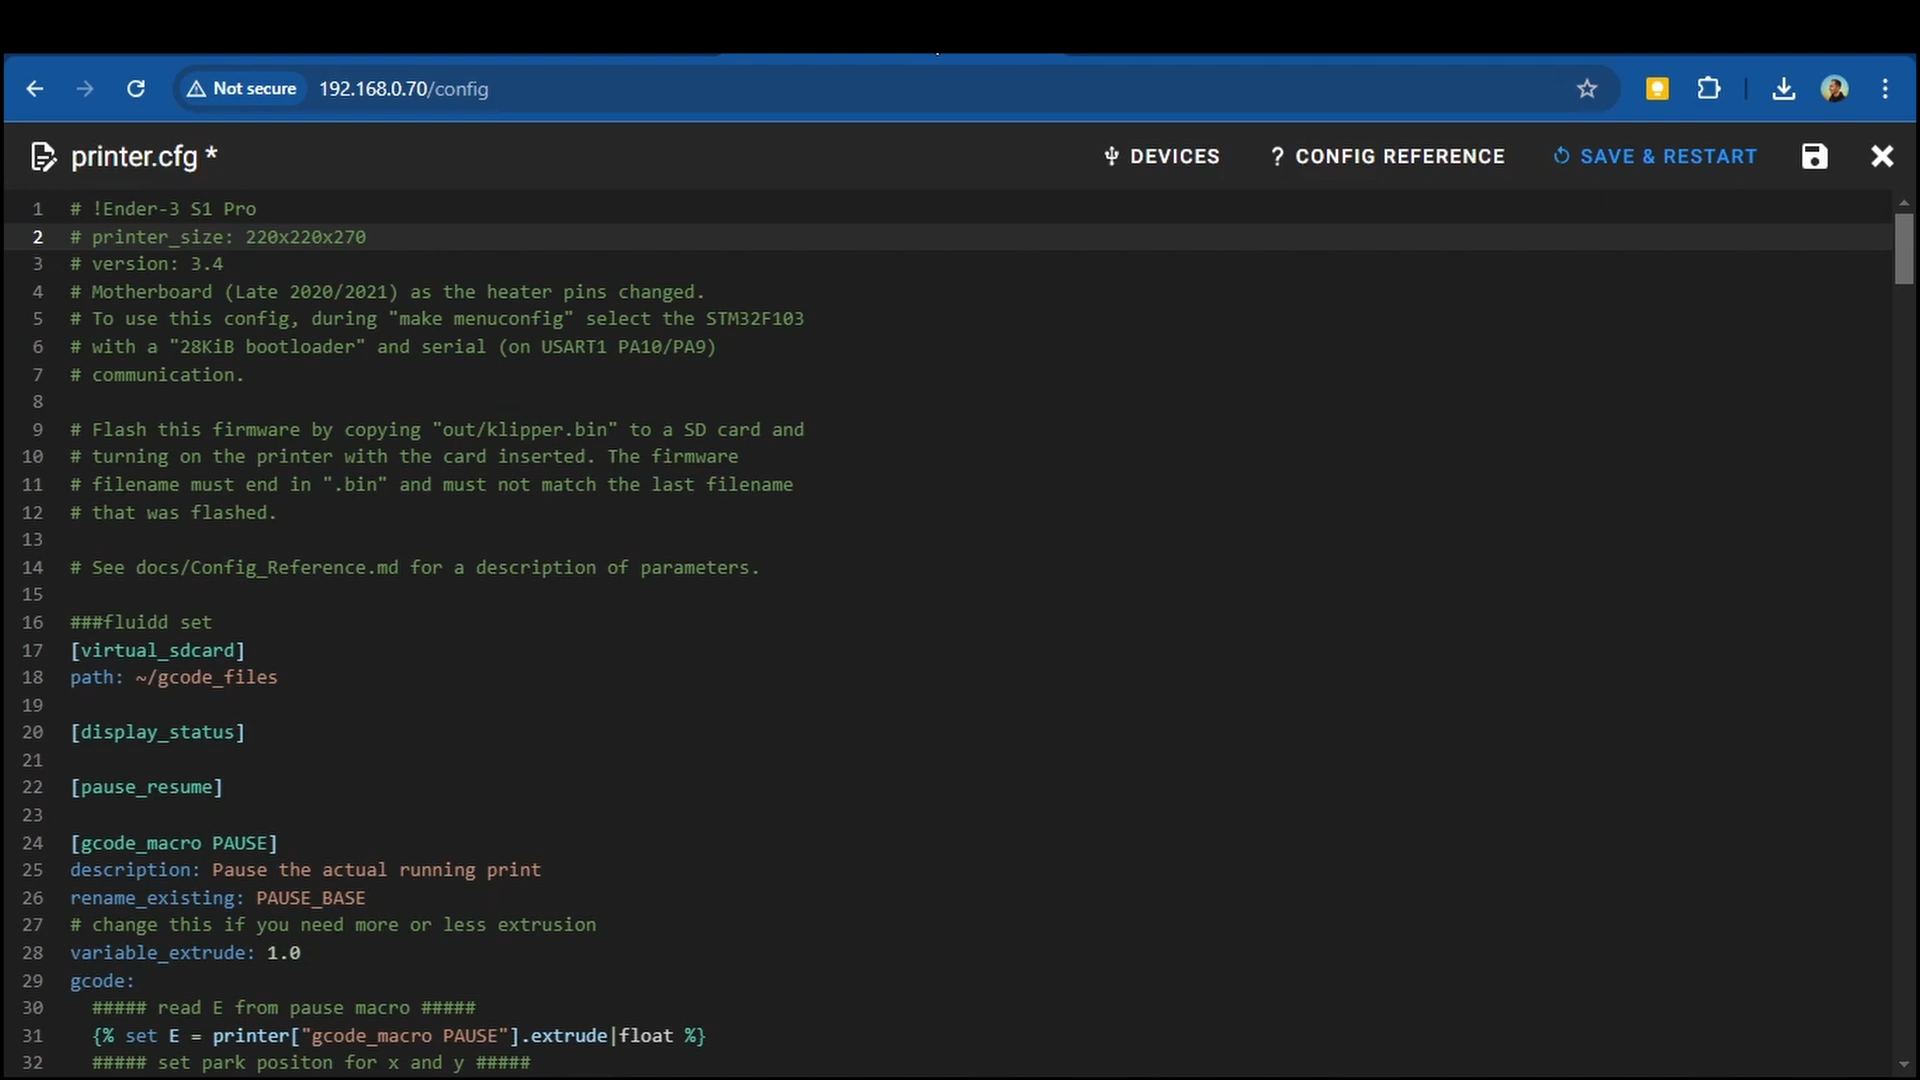 Not secure 192.168.0.70/config
printer.cfg * DEVICES ? CONFIG REFERENCE SAVE & RESTART
1 # !Ender-3 S1 Pro
2 # printer_size: 220x220x270
3 # version: 3.4
4 # Motherboard (Late 2020/2021) as the heater pins changed.
5 # To use this config, during "make menuconfig" select the STM32F103
6 # with a "28KiB bootloader" and serial (on USART1 PA10/PA9)
7 # communication.
8
9 # Flash this firmware by copying "out/klipper.bin" to a SD card and
10 # turning on the printer with the card inserted. The firmware
11 # filename must end in ".bin" and must not match the last filename
12 # that was flashed.
13
14 # See docs/Config_Reference.md for a description of parameters.
15
16 ###fluidd set
17 [virtual_sdcard]
18 path: ~/gcode_files
19
20 [display_status]
21
22 [pause_resume]
23
24 [gcode_macro PAUSE]
25 description: Pause the actual running print
26 rename_existing: PAUSE_BASE
27 # change this if you need more or less extrusion
28 variable_extrude: 1.0
29 gcode:
30 ##### read E from pause macro #####
31 {% set E = printer["gcode_macro PAUSE"].extrude|float %}
32 ##### set park positon for x and y #####